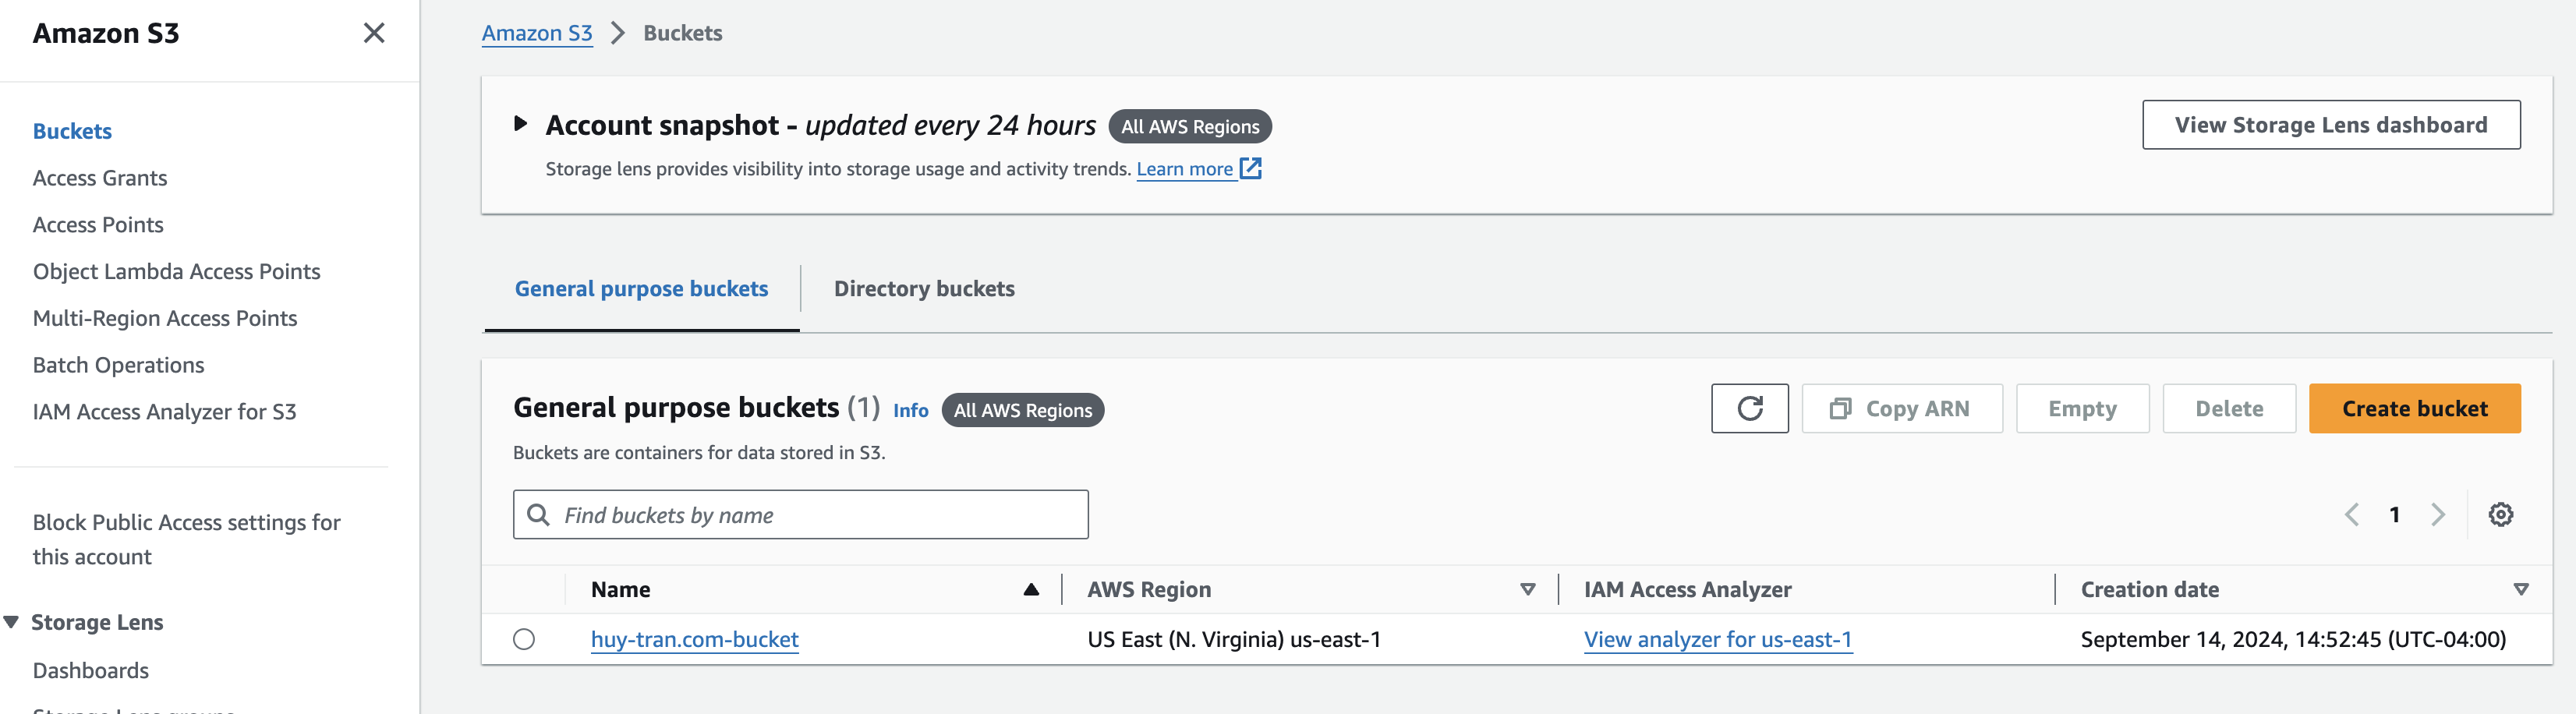 Amazon S3
Buckets
Access Grants
Access Points
Object Lambda Access Points
Multi-Region Access Points
Batch Operations
IAM Access Analyzer for S3
Block Public Access settings for
this account
Storage Lens
Dashboards
Storage Lens groups
Amazon S3 > Buckets
Account snapshot - updated every 24 hours All AWS Regions
View Storage Lens dashboard
Storage lens provides visibility into storage usage and activity trends. Learn more
General purpose buckets Directory buckets
General purpose buckets (1) Info All AWS Regions
Copy ARN Empty Delete Create bucket
Buckets are containers for data stored in S3.
Find buckets by name
1
Name AWS Region IAM Access Analyzer Creation date
huy-tran.com-bucket US East (N. Virginia) us-east-1 View analyzer for us-east-1 September 14, 2024, 14:52:45 (UTC-04:00)